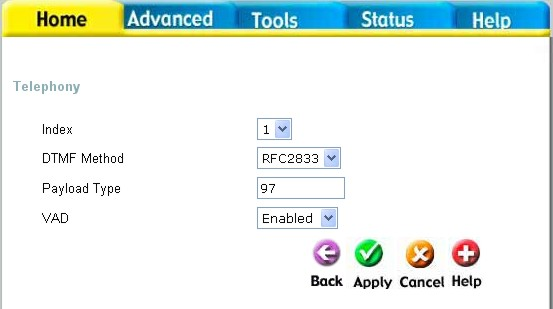 Home Advanced Tools Status Help
Telephony
Index 1
DTMF Method RFC2833
Payload Type 97
VAD Enabled
Back Apply Cancel Help